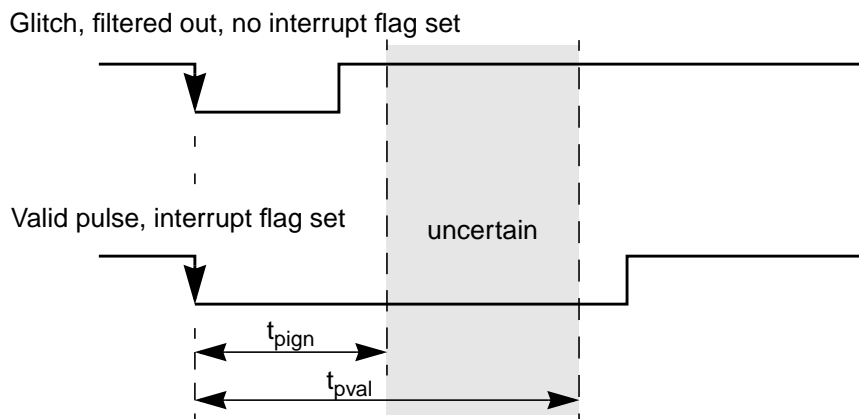 Glitch, filtered out, no interrupt flag set
Valid pulse, interrupt flag set
uncertain
tpign
tpval